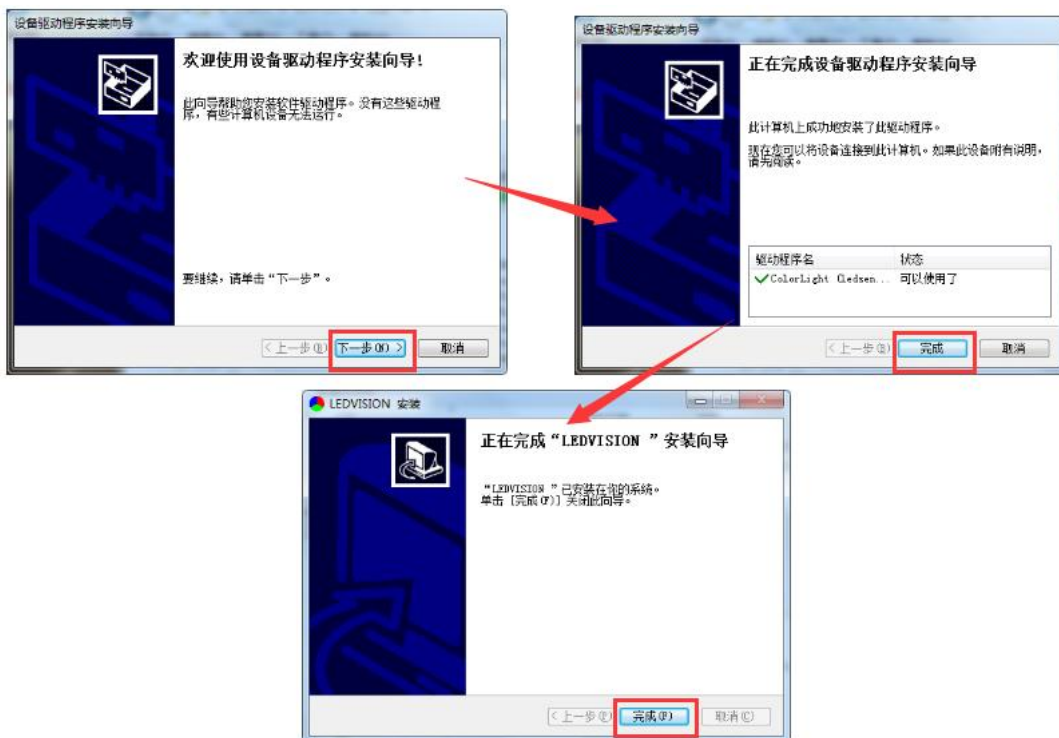 设备驱动程序安装向导
欢迎使用设备驱动程序安装向导!
此向导帮助您安装软件驱动程序。没有这些驱动程
序,有些计算机设备无法运行。
要继续,请单击“下一步”。
<上一步(B) 下一步(N) > 取消
设备驱动程序安装向导
正在完成设备驱动程序安装向导
此计算机上成功地安装了此驱动程序。
现在您可以将设备连接到此计算机。如果此设备附有说明,
请先阅读。
驱动程序名 状态
ColorLight (ledsen... 可以使用了
<上一步(B) 完成 取消
LEDVISION 安装
正在完成“LEDVISION ”安装向导
“LEDVISION ”已安装在你的系统。
单击 [完成(F)] 关闭此向导。
<上一步(P) 完成(F) 取消(C)